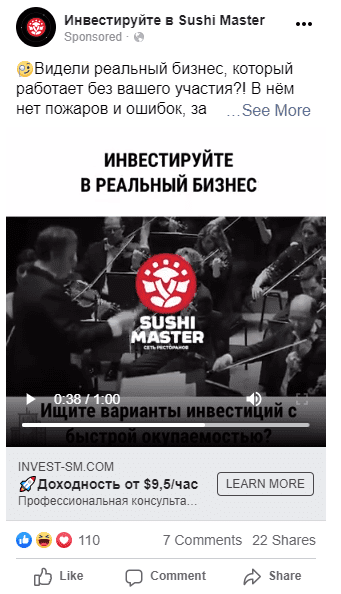 Инвестируйте в Sushi Master
Sponsored ·
Видели реальный бизнес, который
работает без вашего участия?! В нём
нет пожаров и ошибок, за ...See More
ИНВЕСТИРУЙТЕ
В РЕАЛЬНЫЙ БИЗНЕС
SUSHI
MASTER
СЕТЬ РЕСТОРАНОВ
0:38 / 1:00
Ищите варианты инвестиций с
быстрой окупаемостью?
INVEST-SM.COM
🚀Доходность от $9,5/час
Профессиональная консульта...
LEARN MORE
110
7 Comments 22 Shares
Like Comment Share